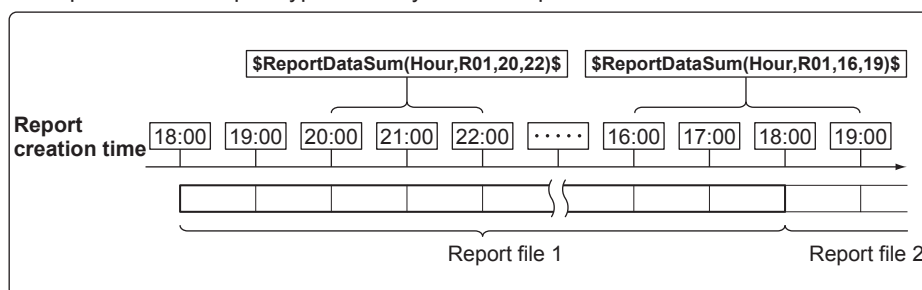 $ReportDataSum(Hour,R01,20,22)$ $ReportDataSum(Hour,R01,16,19)$
Report
creation time
18:00 19:00 20:00 21:00 22:00 ····· 16:00 17:00 18:00 19:00
Report file 1 Report file 2